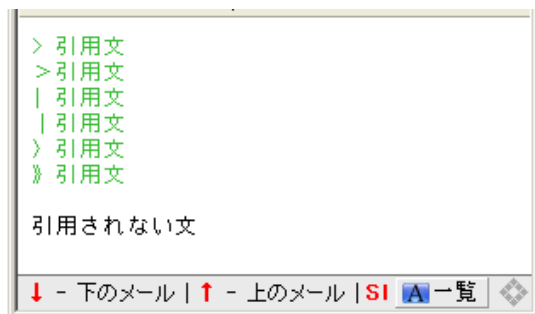 > 引用文
＞引用文
| 引用文
｜引用文
〉引用文
》引用文
引用されない文
↓ - 下のメール | ↑ - 上のメール | SI A 一覧